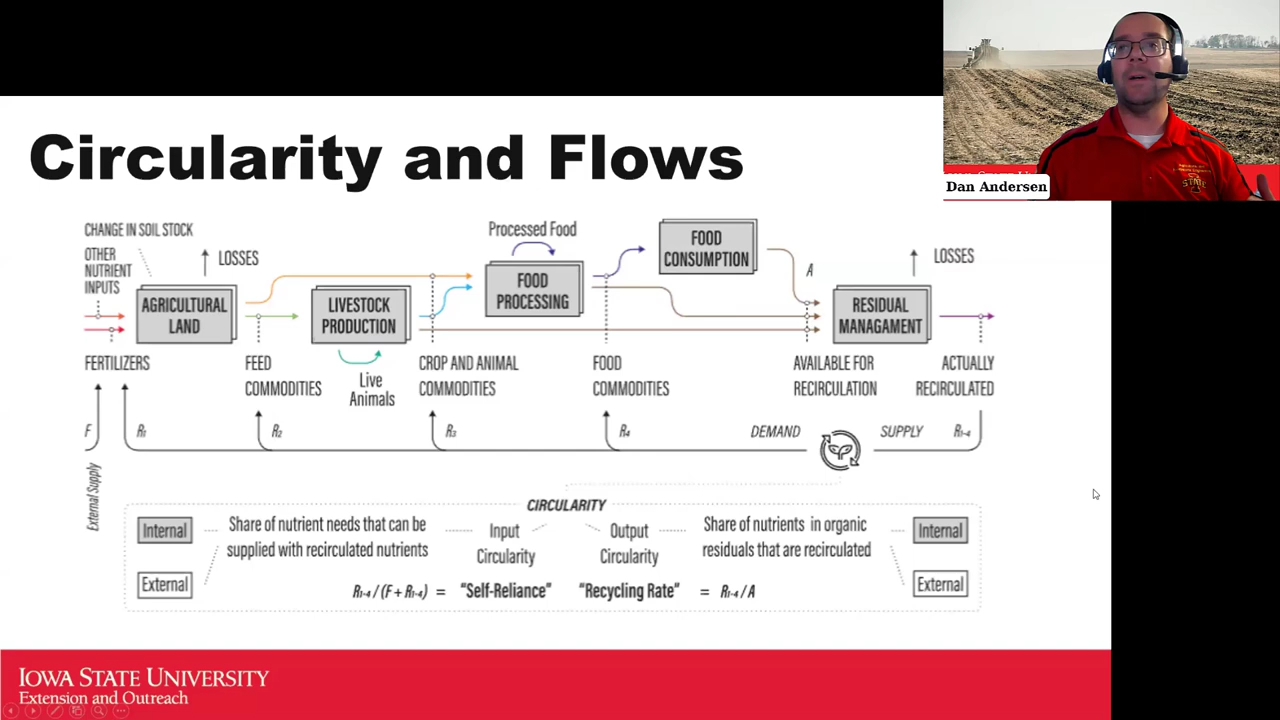 Circularity and Flows
Dan Andersen
CHANGE IN SOIL STOCK
OTHER
NUTRIENT
INPUTS
LOSSES
AGRICULTURAL
LAND
FERTILIZERS
FEED
COMMODITIES
LIVESTOCK
PRODUCTION
Live
Animals
CROP AND ANIMAL
COMMODITIES
Processed Food
FOOD
PROCESSING
FOOD
COMMODITIES
FOOD
CONSUMPTION
A
AVAILABLE FOR
RECIRCULATION
RESIDUAL
MANAGAMENT
LOSSES
ACTUALLY
RECIRCULATED
F
R1
R2
R3
R4
DEMAND
SUPPLY
R1-4
External Supply
CIRCULARITY
Internal
External
Share of nutrient needs that can be
supplied with recirculated nutrients
Input
Circularity
Output
Circularity
Share of nutrients in organic
residuals that are recirculated
Internal
External
R1-4/(F+R1-4) = "Self-Reliance"
"Recycling Rate" = R1-4/A
IOWA STATE UNIVERSITY
Extension and Outreach